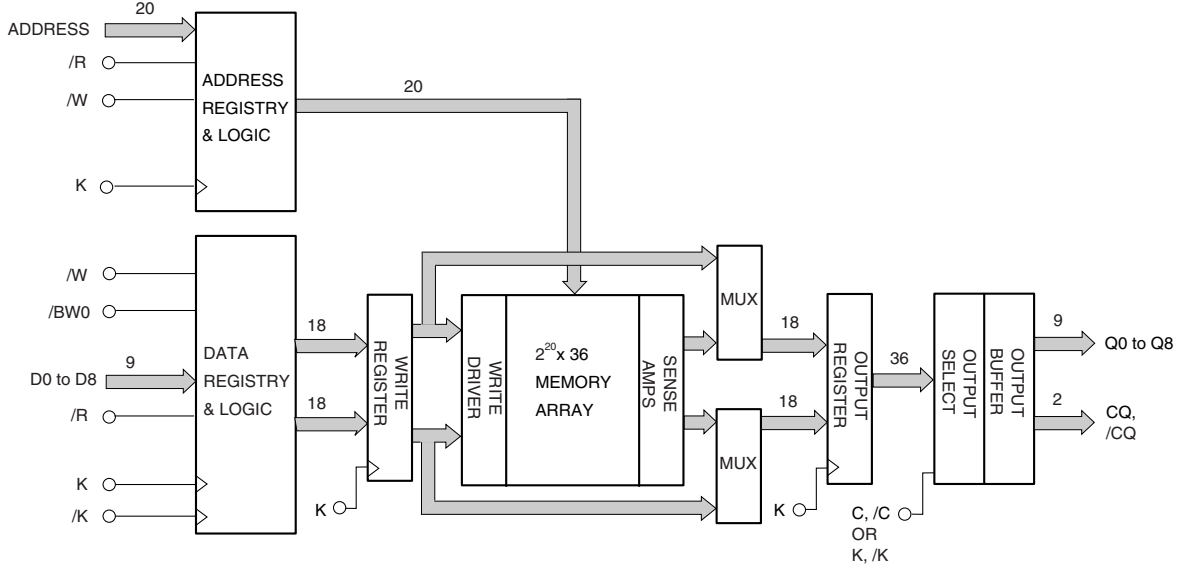 20
ADDRESS
/R
/W
K
ADDRESS
REGISTRY
& LOGIC
20
/W
/BW0
9
D0 to D8
/R
K
/K
DATA
REGISTRY
& LOGIC
18
18
WRITE
REGISTER
K
WRITE
DRIVER
2^20 x 36
MEMORY
ARRAY
SENSE
AMPS
MUX
MUX
18
18
OUTPUT
REGISTER
K
36
OUTPUT
SELECT
OUTPUT
BUFFER
C, /C
OR
K, /K
9
Q0 to Q8
2
CQ,
/CQ